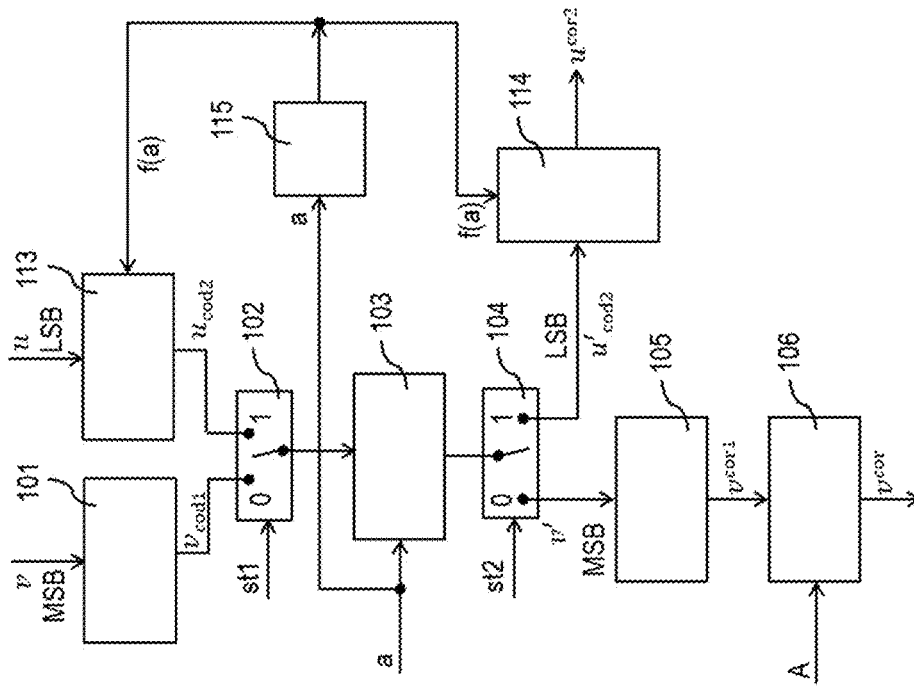 v
MSB
101
v_cod1
u
LSB
113
u_cod2
f(a)
0 1
102
st1
a
115
103
a
f(a)
114
u^cor2
0 1
104
st2
v'
MSB
LSB
u'_cod2
105
v^cor1
106
A
v^cor